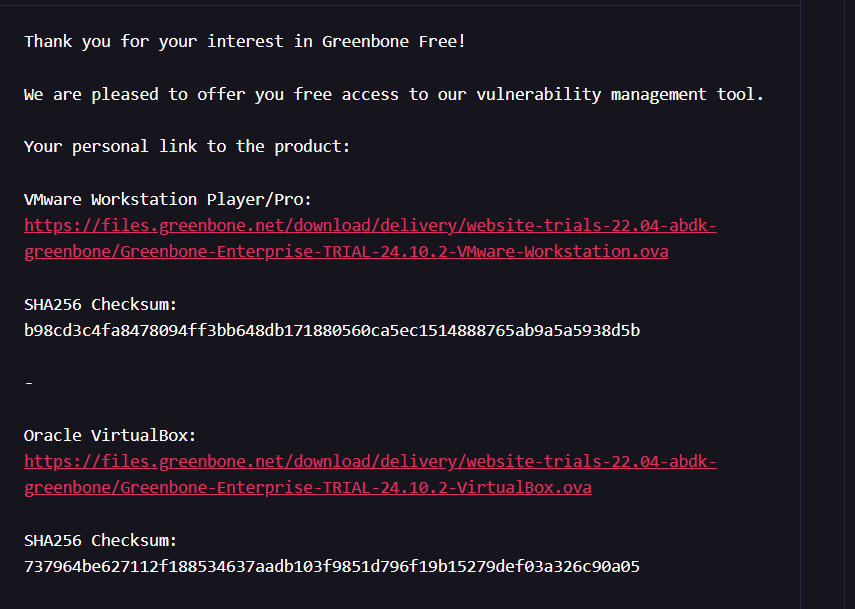 Thank you for your interest in Greenbone Free!
We are pleased to offer you free access to our vulnerability management tool.
Your personal link to the product:
VMware Workstation Player/Pro:
https://files.greenbone.net/download/delivery/website-trials-22.04-abdk-
greenbone/Greenbone-Enterprise-TRIAL-24.10.2-VMware-Workstation.ova
SHA256 Checksum:
b98cd3c4fa8478094ff3bb648db171880560ca5ec1514888765ab9a5a5938d5b
-
Oracle VirtualBox:
https://files.greenbone.net/download/delivery/website-trials-22.04-abdk-
greenbone/Greenbone-Enterprise-TRIAL-24.10.2-VirtualBox.ova
SHA256 Checksum:
737964be627112f188534637aadb103f9851d796f19b15279def03a326c90a05